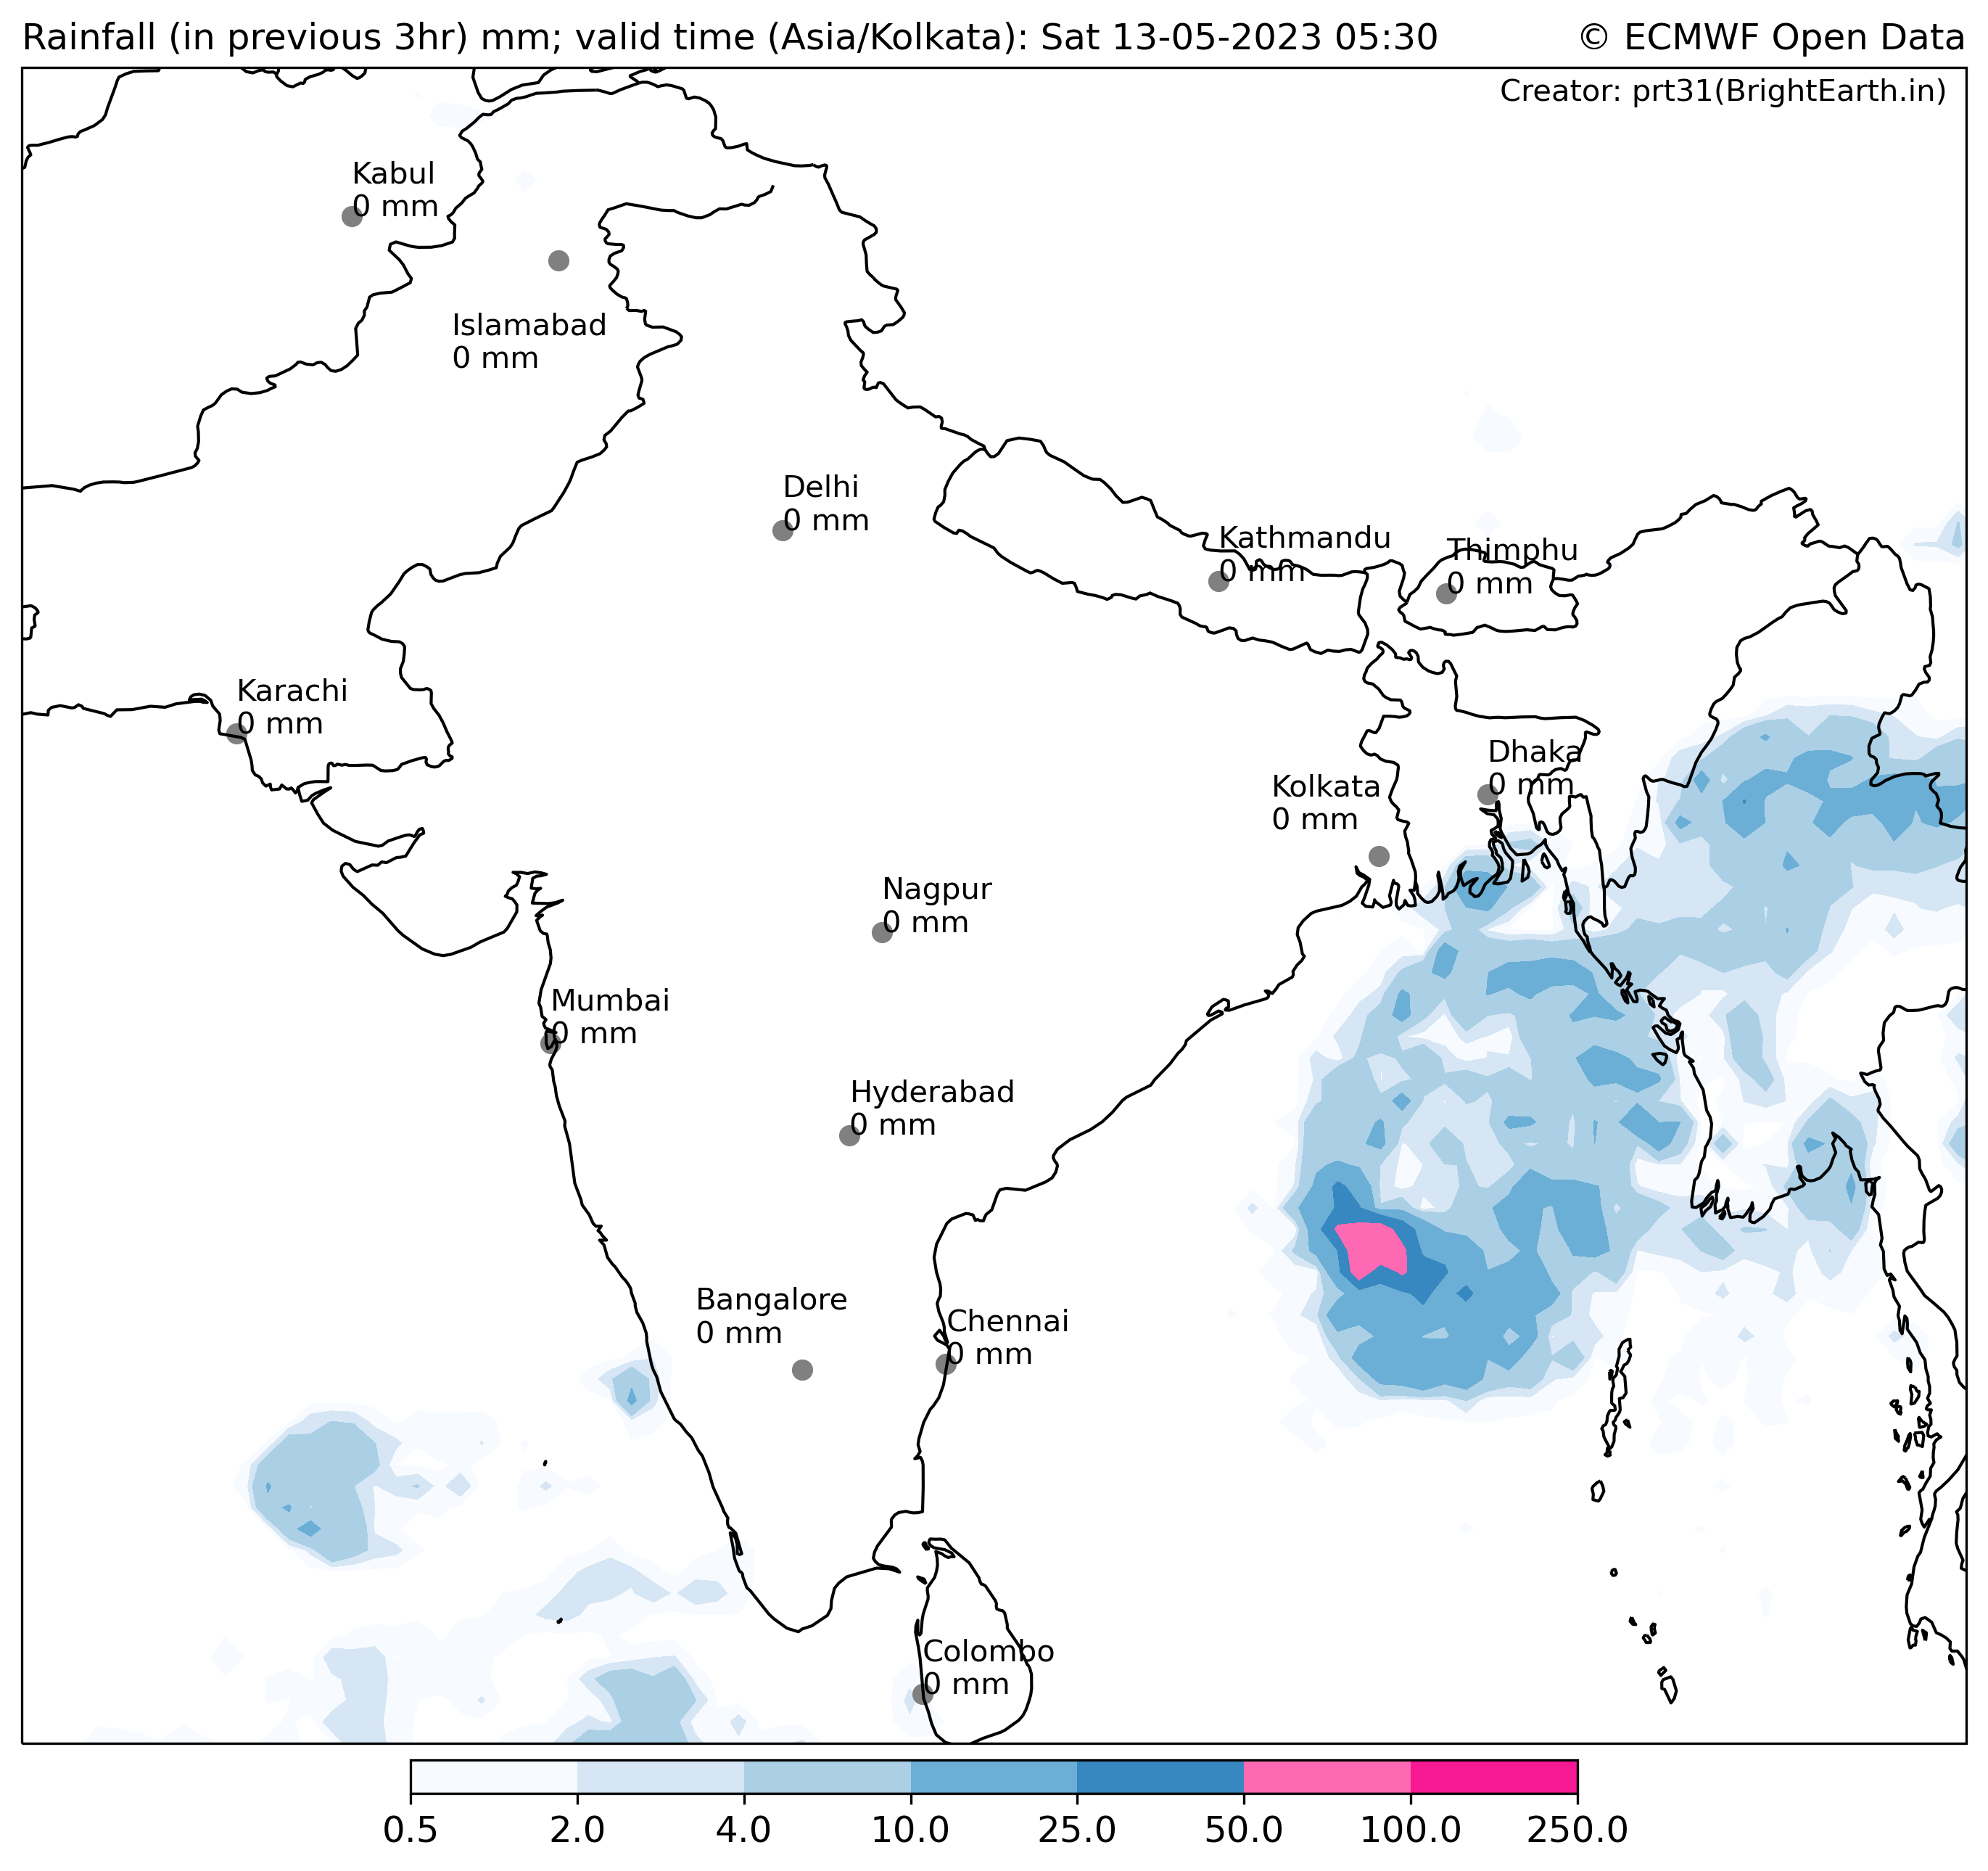 Rainfall (in previous 3hr) mm; valid time (Asia/Kolkata): Sat 13-05-2023 05:30
© ECMWF Open Data
Creator: prt31(BrightEarth.in)
Kabul
0 mm
Islamabad
0 mm
Delhi
0 mm
Kathmandu
0 mm
Thimphu
0 mm
Karachi
0 mm
Dhaka
0 mm
Kolkata
0 mm
Nagpur
0 mm
Mumbai
0 mm
Hyderabad
0 mm
Bangalore
0 mm
Chennai
0 mm
Colombo
0 mm
0.5 2.0 4.0 10.0 25.0 50.0 100.0 250.0